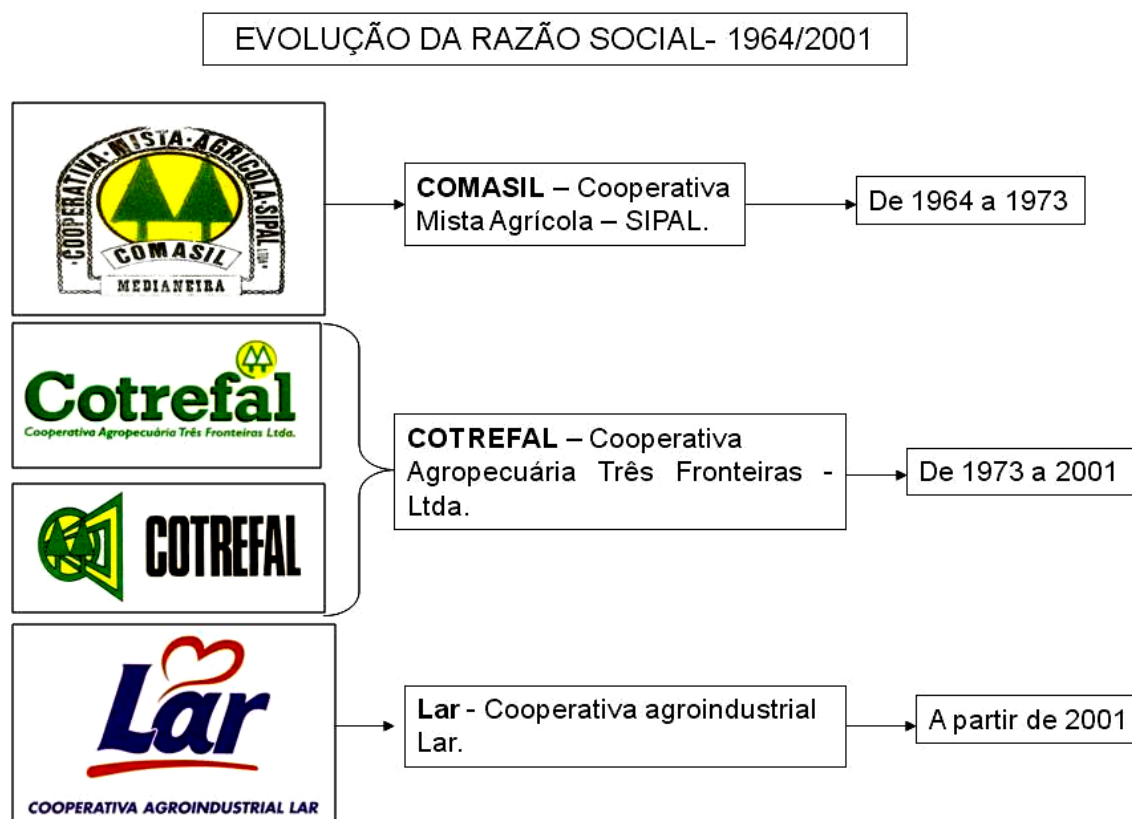 EVOLUÇÃO DA RAZÃO SOCIAL- 1964/2001
·COOPERATIVA·MISTA·AGRÍCOLA·SIPAL LTDA·
COMASIL
MEDIANEIRA
COMASIL – Cooperativa
Mista Agrícola – SIPAL.
De 1964 a 1973
Cotrefal
Cooperativa Agropecuária Três Fronteiras Ltda.
COTREFAL
COTREFAL – Cooperativa
Agropecuária Três Fronteiras -
Ltda.
De 1973 a 2001
Lar
COOPERATIVA AGROINDUSTRIAL LAR
Lar - Cooperativa agroindustrial
Lar.
A partir de 2001